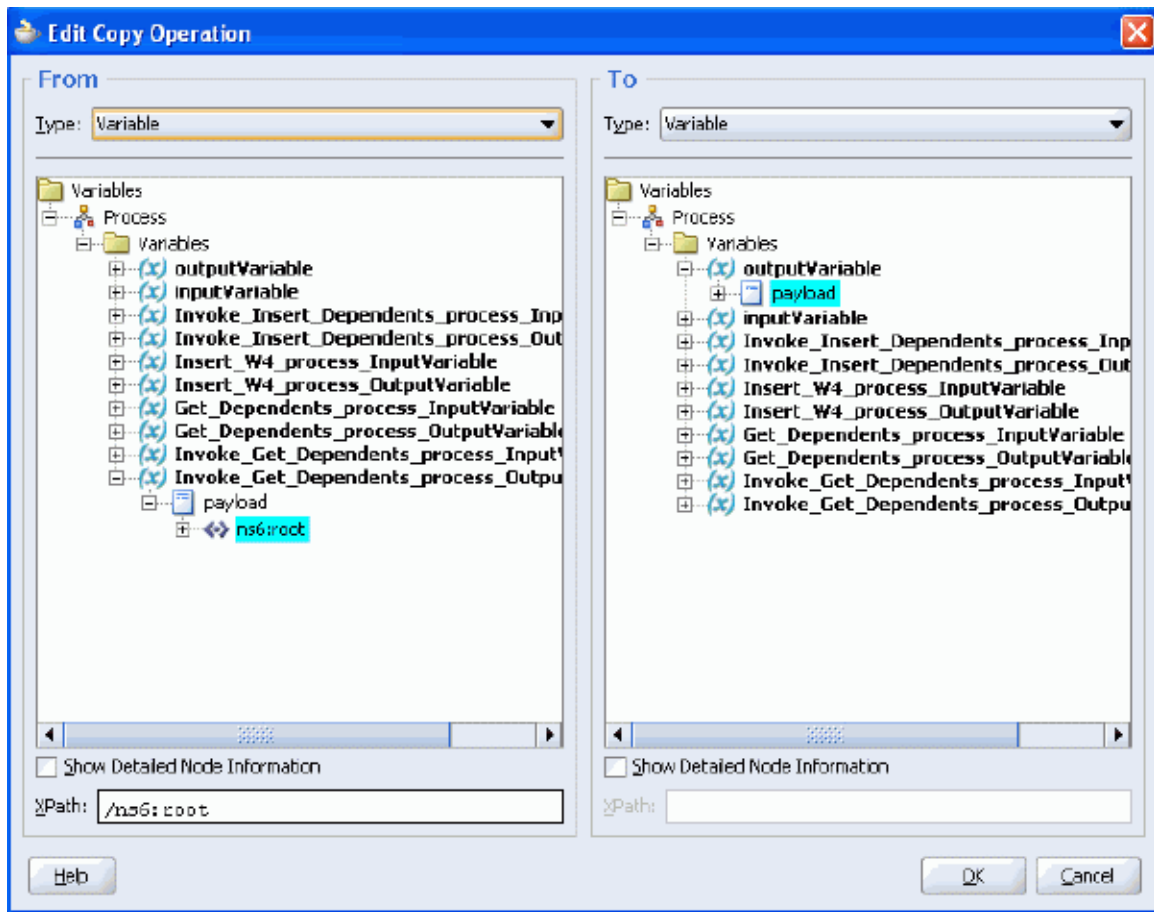 Edit Copy Operation
From
Type: Variable
Variables
Process
Variables
outputVariable
inputVariable
Invoke_Insert_Dependents_process_Inp
Invoke_Insert_Dependents_process_Out
Insert_W4_process_InputVariable
Insert_W4_process_OutputVariable
Get_Dependents_process_InputVariable
Get_Dependents_process_OutputVariable
Invoke_Get_Dependents_process_Input
Invoke_Get_Dependents_process_Outpu
payload
ns6:root
Show Detailed Node Information
XPath: /ns6:root
To
Type: Variable
Variables
Process
Variables
outputVariable
payload
inputVariable
Invoke_Insert_Dependents_process_Inp
Invoke_Insert_Dependents_process_Out
Insert_W4_process_InputVariable
Insert_W4_process_OutputVariable
Get_Dependents_process_InputVariable
Get_Dependents_process_OutputVariable
Invoke_Get_Dependents_process_Input
Invoke_Get_Dependents_process_Outpu
Show Detailed Node Information
XPath:
Help
OK
Cancel